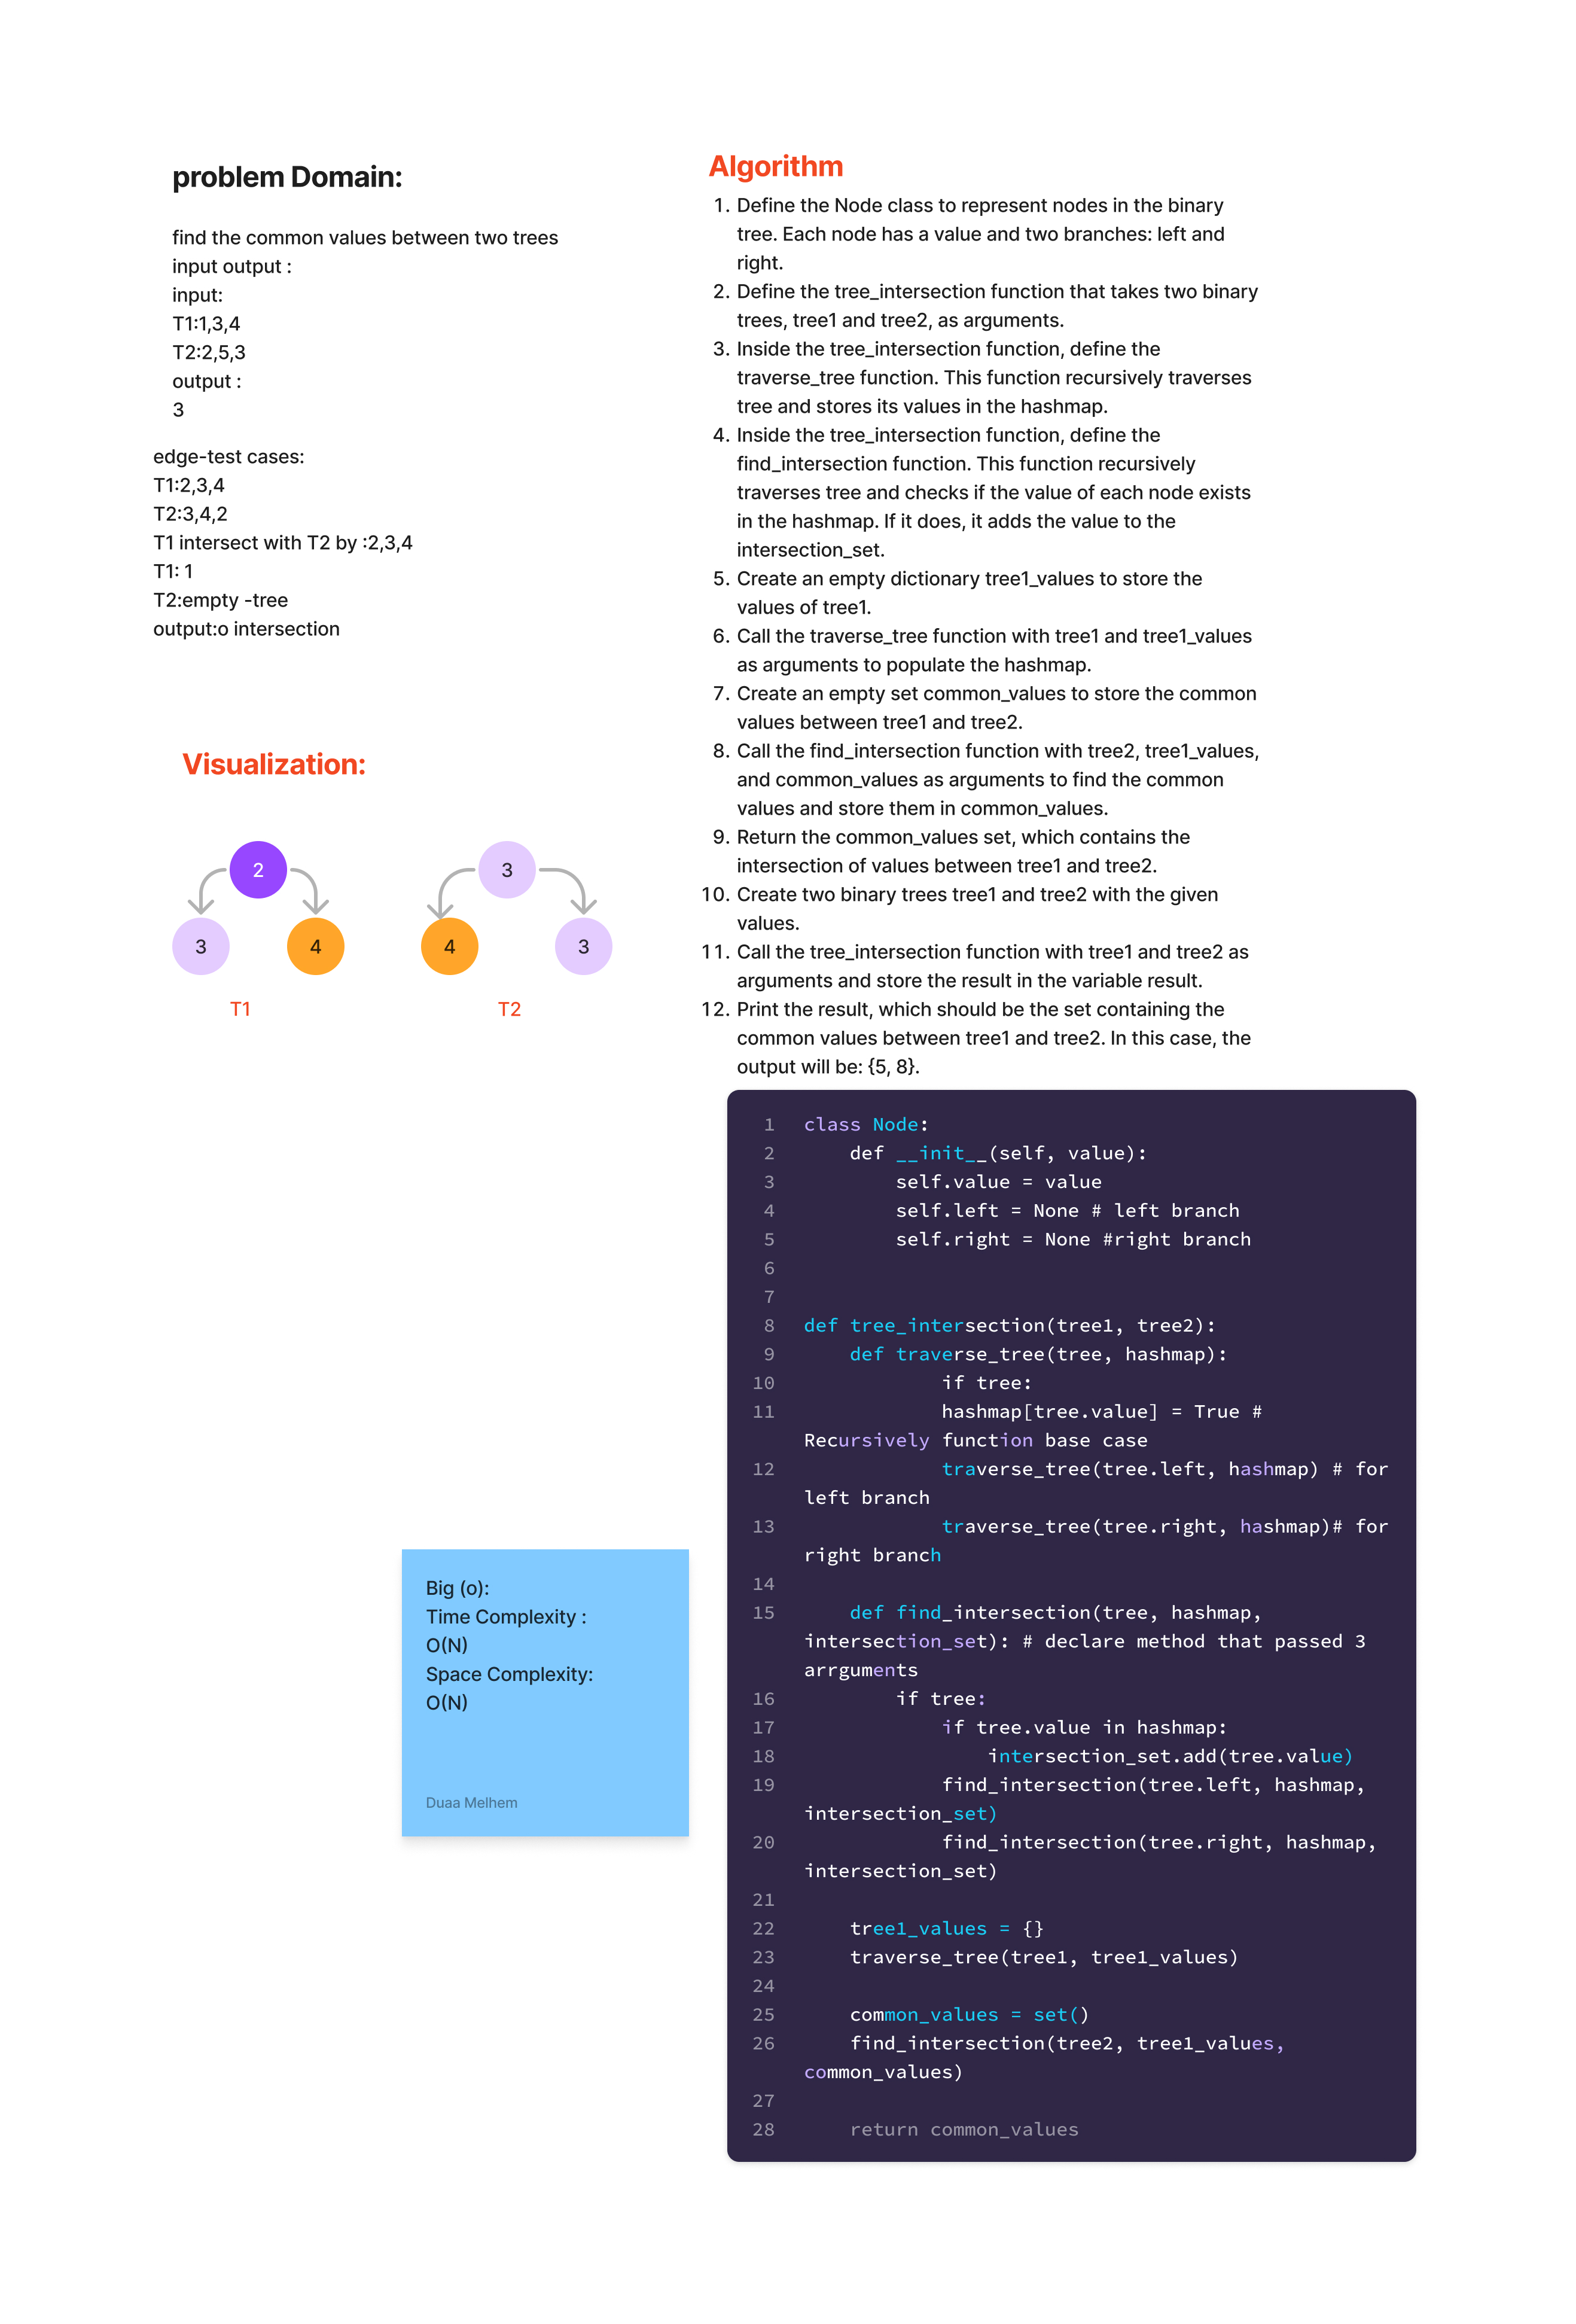 problem Domain:
find the common values between two trees
input output :
input:
T1:1,3,4
T2:2,5,3
output :
3
edge-test cases:
T1:2,3,4
T2:3,4,2
T1 intersect with T2 by :2,3,4
T1: 1
T2:empty -tree
output:o intersection
Visualization:
2
3
4
T1
3
4
3
T2
Algorithm
1. Define the Node class to represent nodes in the binary
tree. Each node has a value and two branches: left and
right.
2. Define the tree_intersection function that takes two binary
trees, tree1 and tree2, as arguments.
3. Inside the tree_intersection function, define the
traverse_tree function. This function recursively traverses
tree and stores its values in the hashmap.
4. Inside the tree_intersection function, define the
find_intersection function. This function recursively
traverses tree and checks if the value of each node exists
in the hashmap. If it does, it adds the value to the
intersection_set.
5. Create an empty dictionary tree1_values to store the
values of tree1.
6. Call the traverse_tree function with tree1 and tree1_values
as arguments to populate the hashmap.
7. Create an empty set common_values to store the common
values between tree1 and tree2.
8. Call the find_intersection function with tree2, tree1_values,
and common_values as arguments to find the common
values and store them in common_values.
9. Return the common_values set, which contains the
intersection of values between tree1 and tree2.
10. Create two binary trees tree1 and tree2 with the given
values.
11. Call the tree_intersection function with tree1 and tree2 as
arguments and store the result in the variable result.
12. Print the result, which should be the set containing the
common values between tree1 and tree2. In this case, the
output will be: {5, 8}.
1 class Node:
2     def __init__(self, value):
3         self.value = value
4         self.left = None # left branch
5         self.right = None #right branch
6
7
8 def tree_intersection(tree1, tree2):
9     def traverse_tree(tree, hashmap):
10             if tree:
11             hashmap[tree.value] = True #
Recursively function base case
12             traverse_tree(tree.left, hashmap) # for
left branch
13             traverse_tree(tree.right, hashmap)# for
right branch
14
15     def find_intersection(tree, hashmap,
intersection_set): # declare method that passed 3
arrguments
16         if tree:
17             if tree.value in hashmap:
18                 intersection_set.add(tree.value)
19             find_intersection(tree.left, hashmap,
intersection_set)
20             find_intersection(tree.right, hashmap,
intersection_set)
21
22     tree1_values = {}
23     traverse_tree(tree1, tree1_values)
24
25     common_values = set()
26     find_intersection(tree2, tree1_values,
common_values)
27
28     return common_values
Big (o):
Time Complexity :
O(N)
Space Complexity:
O(N)
Duaa Melhem